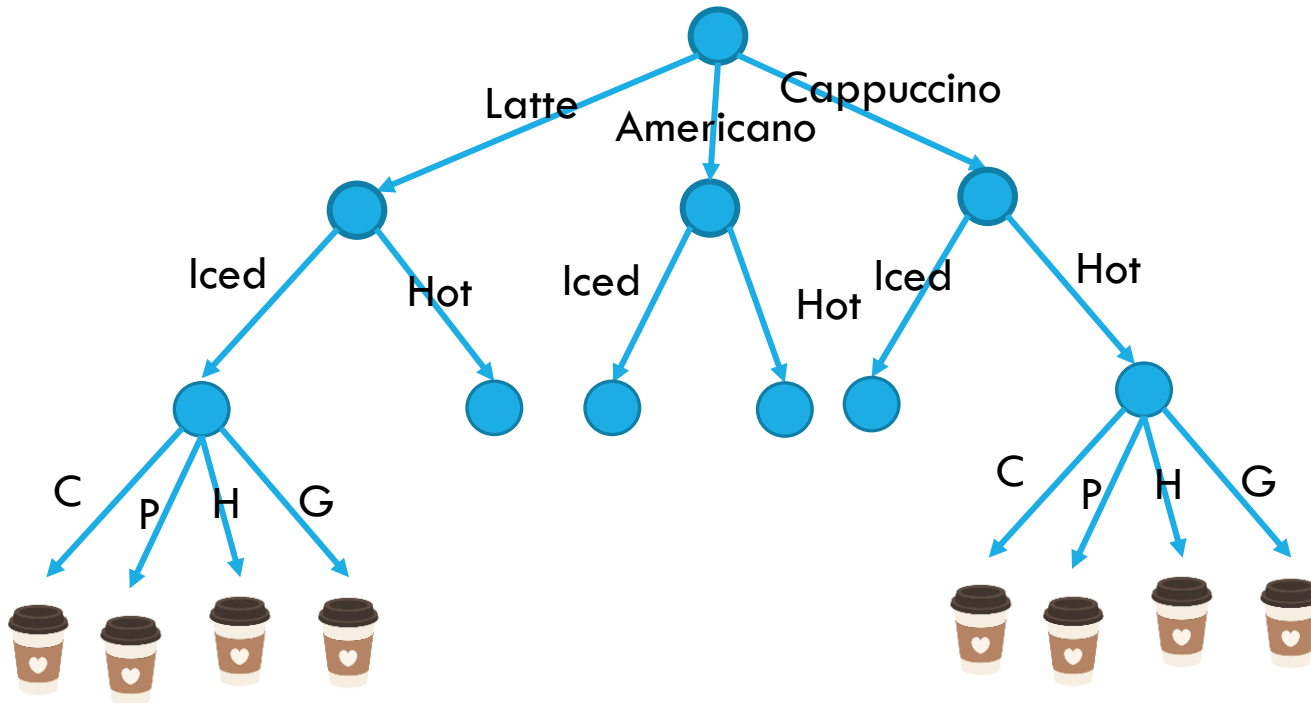 Latte
Americano
Cappuccino
Iced
Hot
Iced
Hot
Iced
Hot
C
P
H
G
C
P
H
G